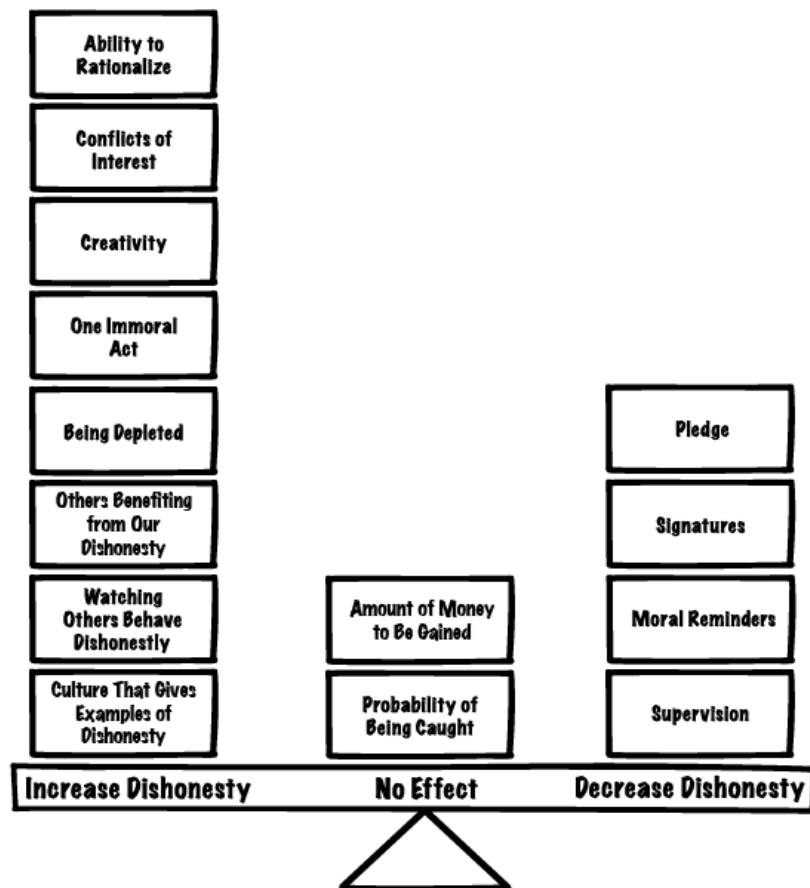 Ability to
Rationalize
Conflicts of
Interest
Creativity
One Immoral
Act
Being Depleted
Others Benefiting
from Our
Dishonesty
Watching
Others Behave
Dishonestly
Culture That Gives
Examples of
Dishonesty
Amount of Money
to Be Gained
Probability of
Being Caught
Pledge
Signatures
Moral Reminders
Supervision
Increase Dishonesty
No Effect
Decrease Dishonesty